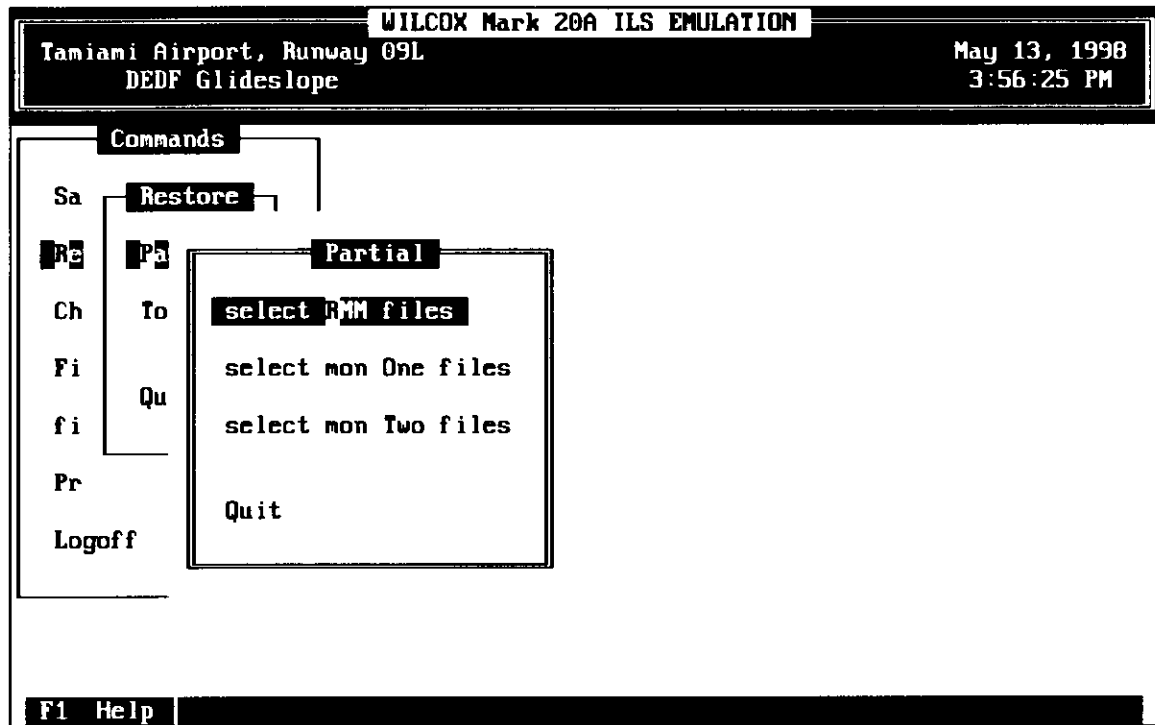 WILCOX Mark 20A ILS EMULATION
Tamiami Airport, Runway 09L
May 13, 1998
DEDF Glideslope
3:56:25 PM
Commands
Sa
Restore
Re
Pa
Partial
Ch
To
select RMM files
Fi
select mon One files
Qu
fi
select mon Two files
Pr
Quit
Logoff
F1 Help